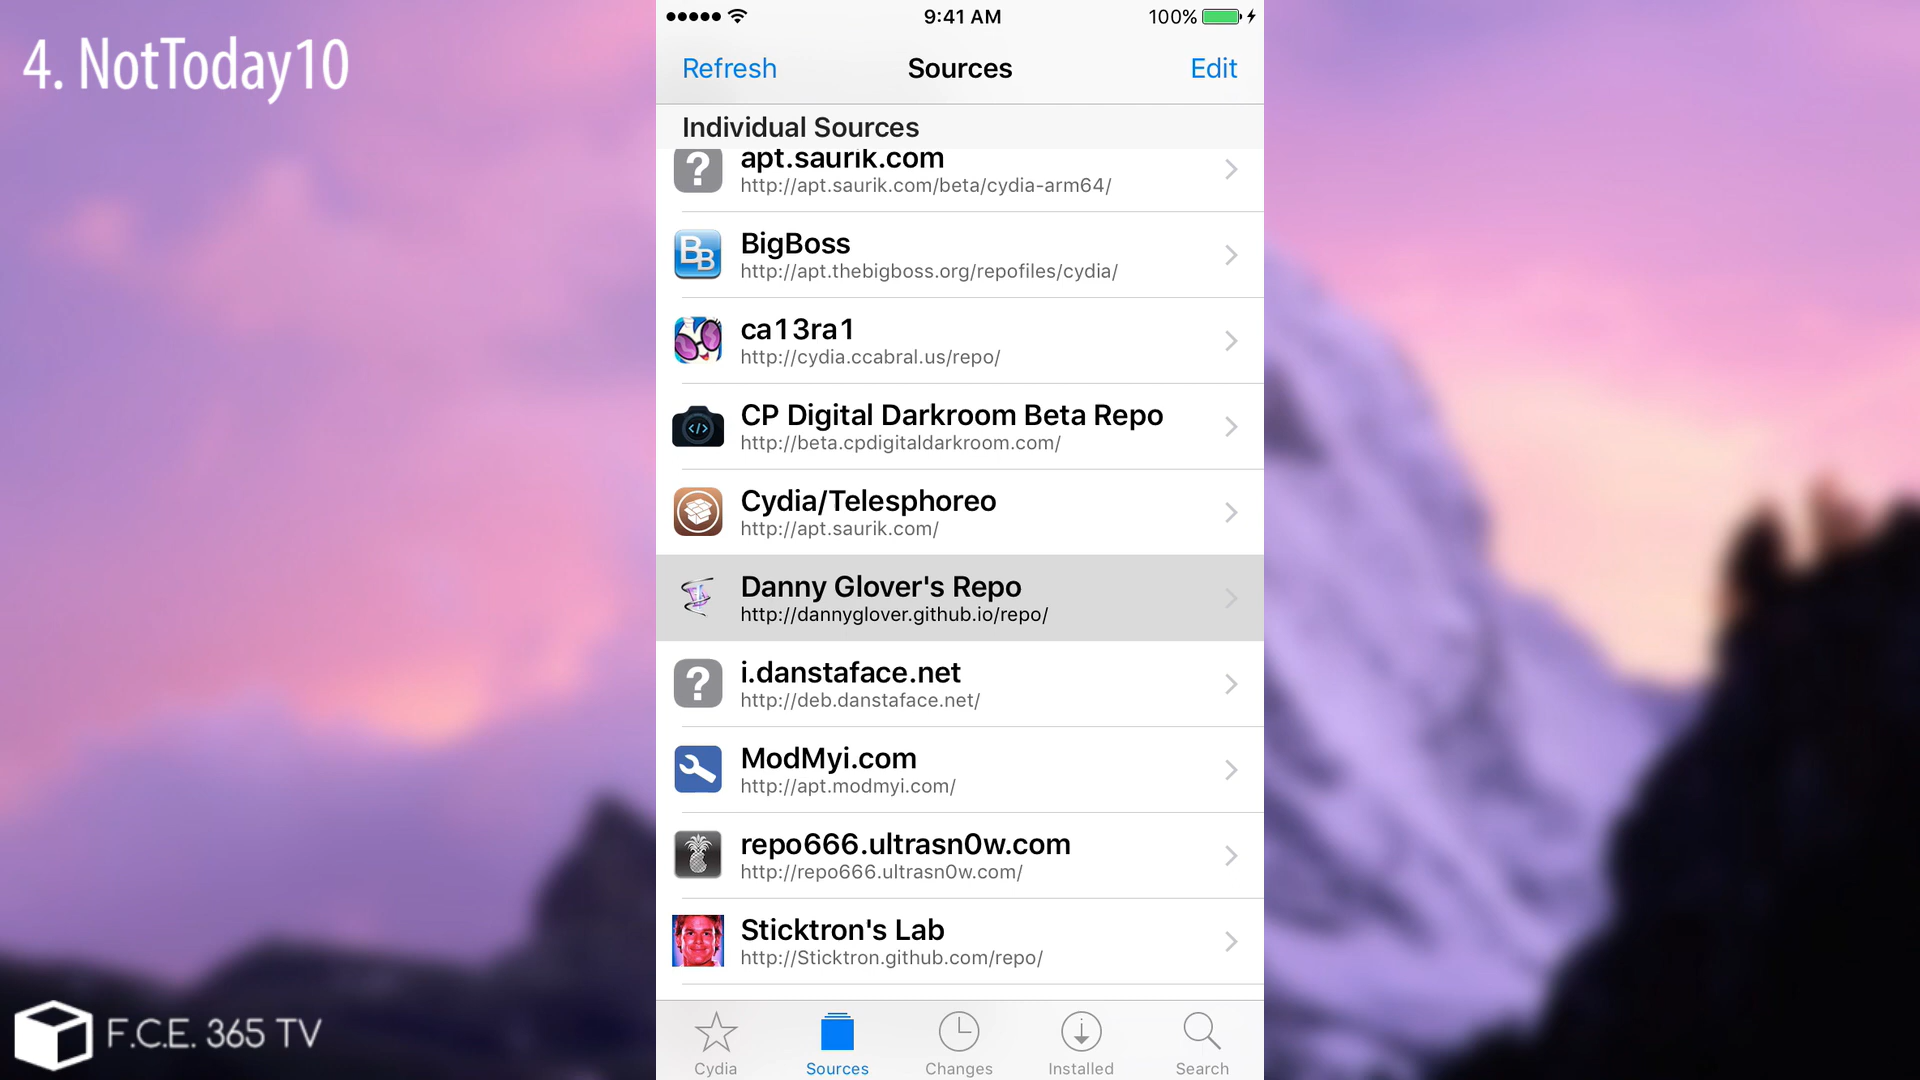 4. NotToday10
9:41 AM
100%
Refresh
Sources
Edit
Individual Sources
apt.saurik.com
http://apt.saurik.com/beta/cydia-arm64/
BB
BigBoss
http://apt.thebigboss.org/repofiles/cydia/
ca13ra1
http://cydia.ccabral.us/repo/
</>
CP Digital Darkroom Beta Repo
http://beta.cpdigitaldarkroom.com/
Cydia/Telesphoreo
http://apt.saurik.com/
Danny Glover's Repo
http://dannyglover.github.io/repo/
i.danstaface.net
http://deb.danstaface.net/
ModMyi.com
http://apt.modmyi.com/
repo666.ultrasn0w.com
http://repo666.ultrasn0w.com/
Sticktron's Lab
http://Sticktron.github.com/repo/
F.C.E. 365 TV
Cydia
Sources
Changes
Installed
Search